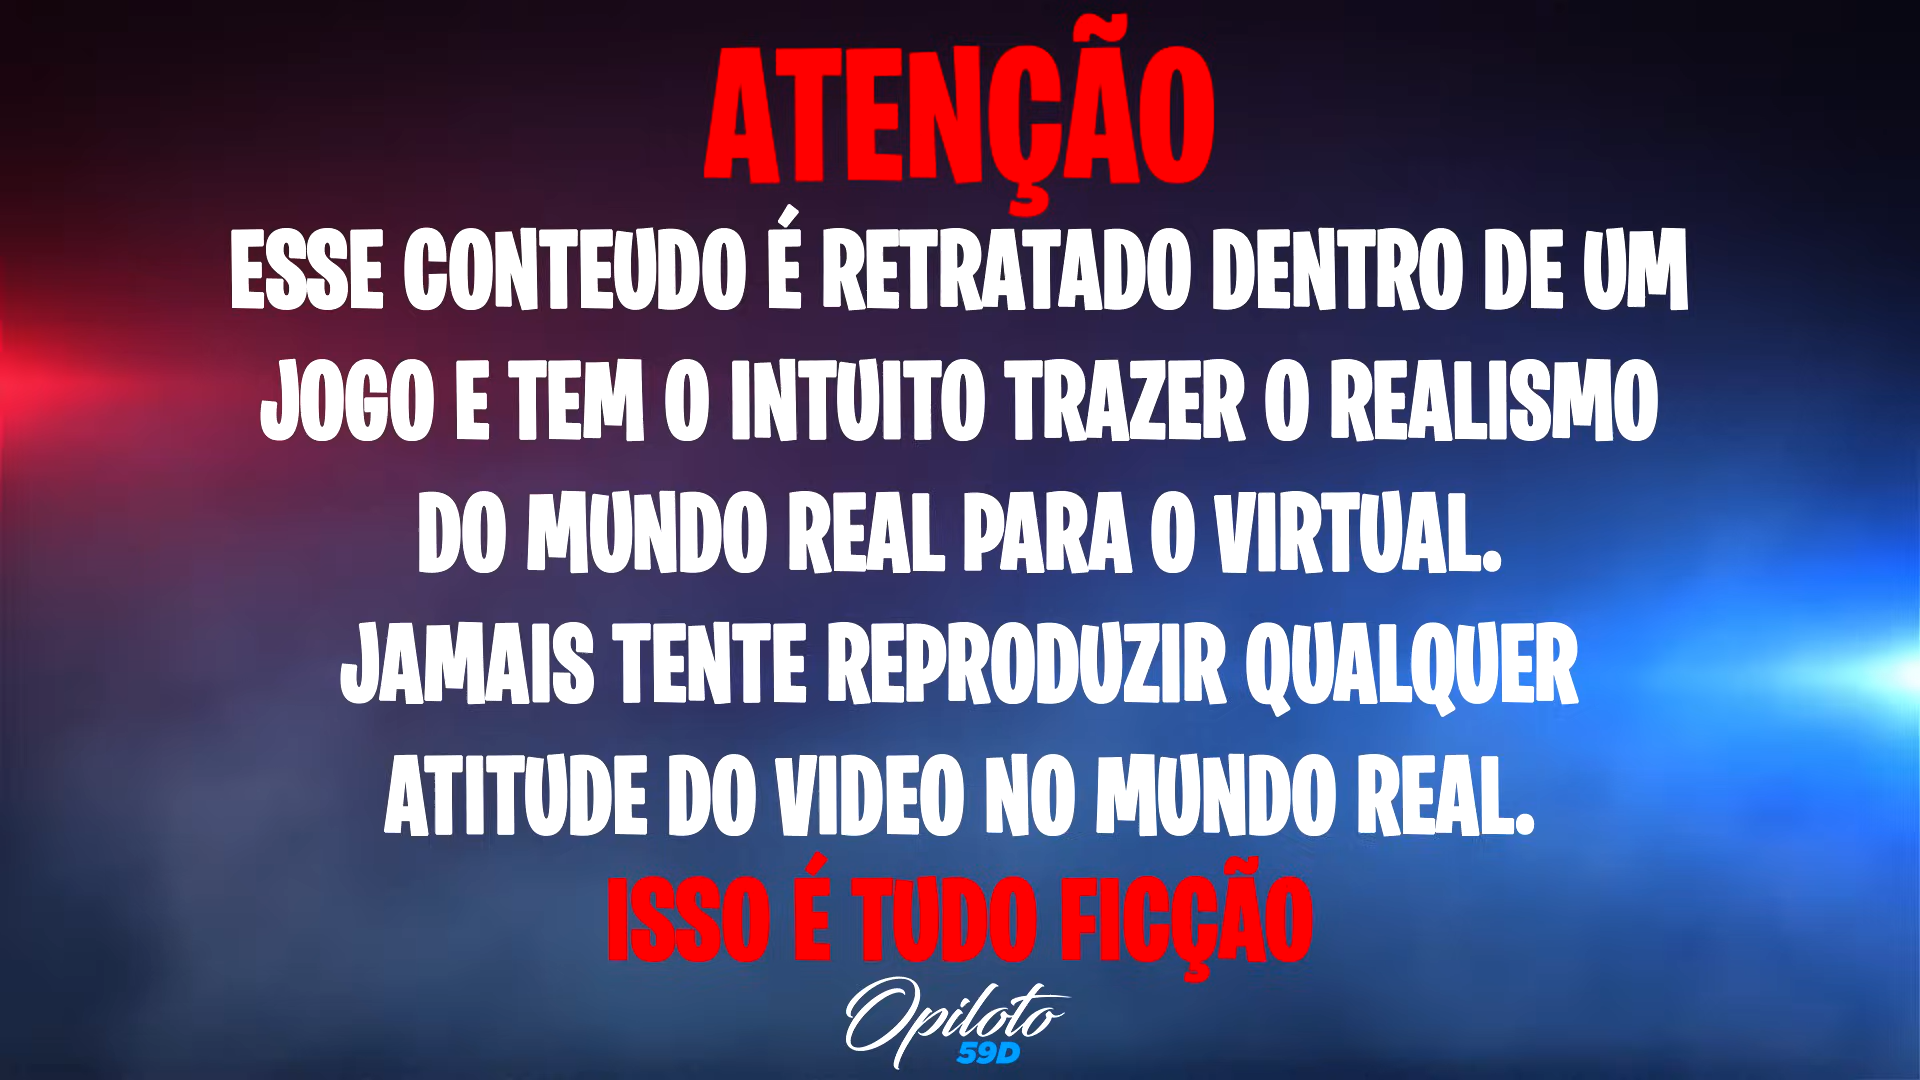 ATENÇÃO
ESSE CONTEUDO É RETRATADO DENTRO DE UM
JOGO E TEM O INTUITO TRAZER O REALISMO
DO MUNDO REAL PARA O VIRTUAL.
JAMAIS TENTE REPRODUZIR QUALQUER
ATITUDE DO VIDEO NO MUNDO REAL.
ISSO É TUDO FICÇÃO
Opiloto
59D